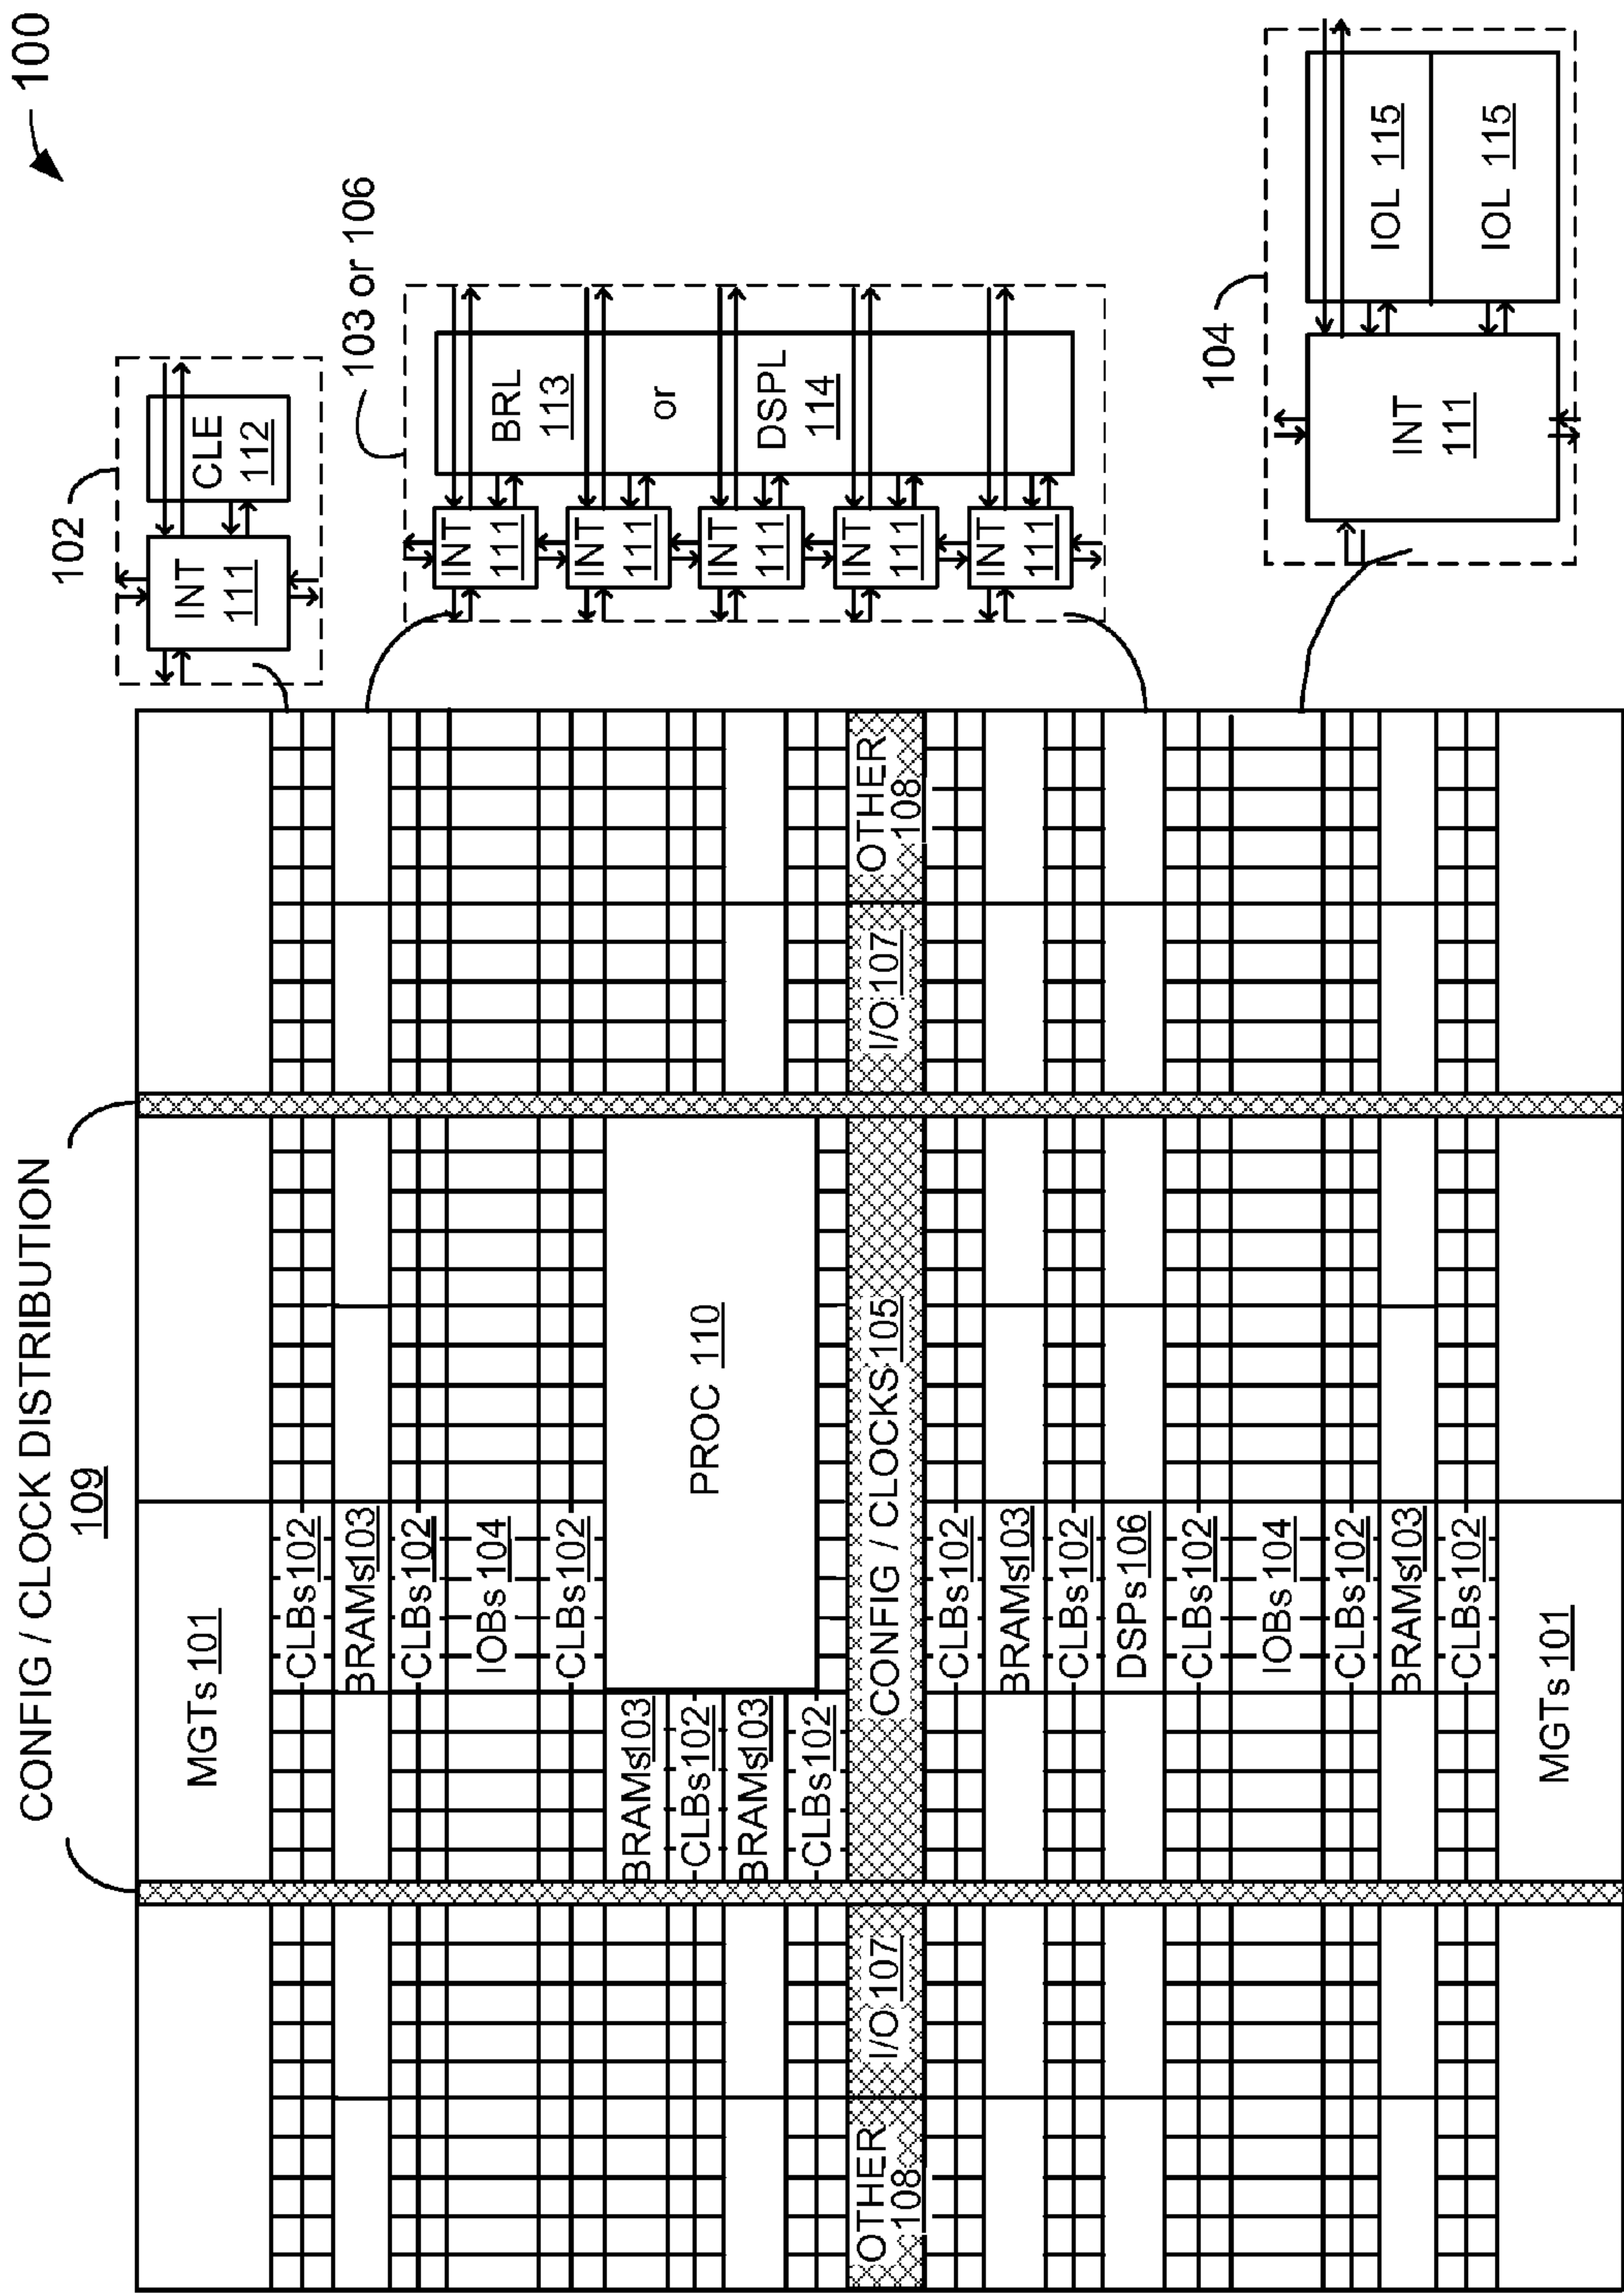 100
CONFIG / CLOCK DISTRIBUTION
109
MGTs 101
CLBs 102
BRAMs 103
CLBs 102
IOBs 104
CLBs 102
PROC 110
BRAMs 103
CLBs 102
BRAMs 103
CLBs 102
OTHER
108
I/O 107
CONFIG / CLOCKS 105
I/O 107
OTHER
108
CLBs 102
BRAMs 103
CLBs 102
DSPs 106
CLBs 102
IOBs 104
CLBs 102
BRAMs 103
CLBs 102
MGTs 101
102
INT
111
CLE
112
103 or 106
INT
111
INT
111
INT
111
INT
111
INT
111
BRL
113
or
DSPL
114
104
INT
111
IOL 115
IOL 115